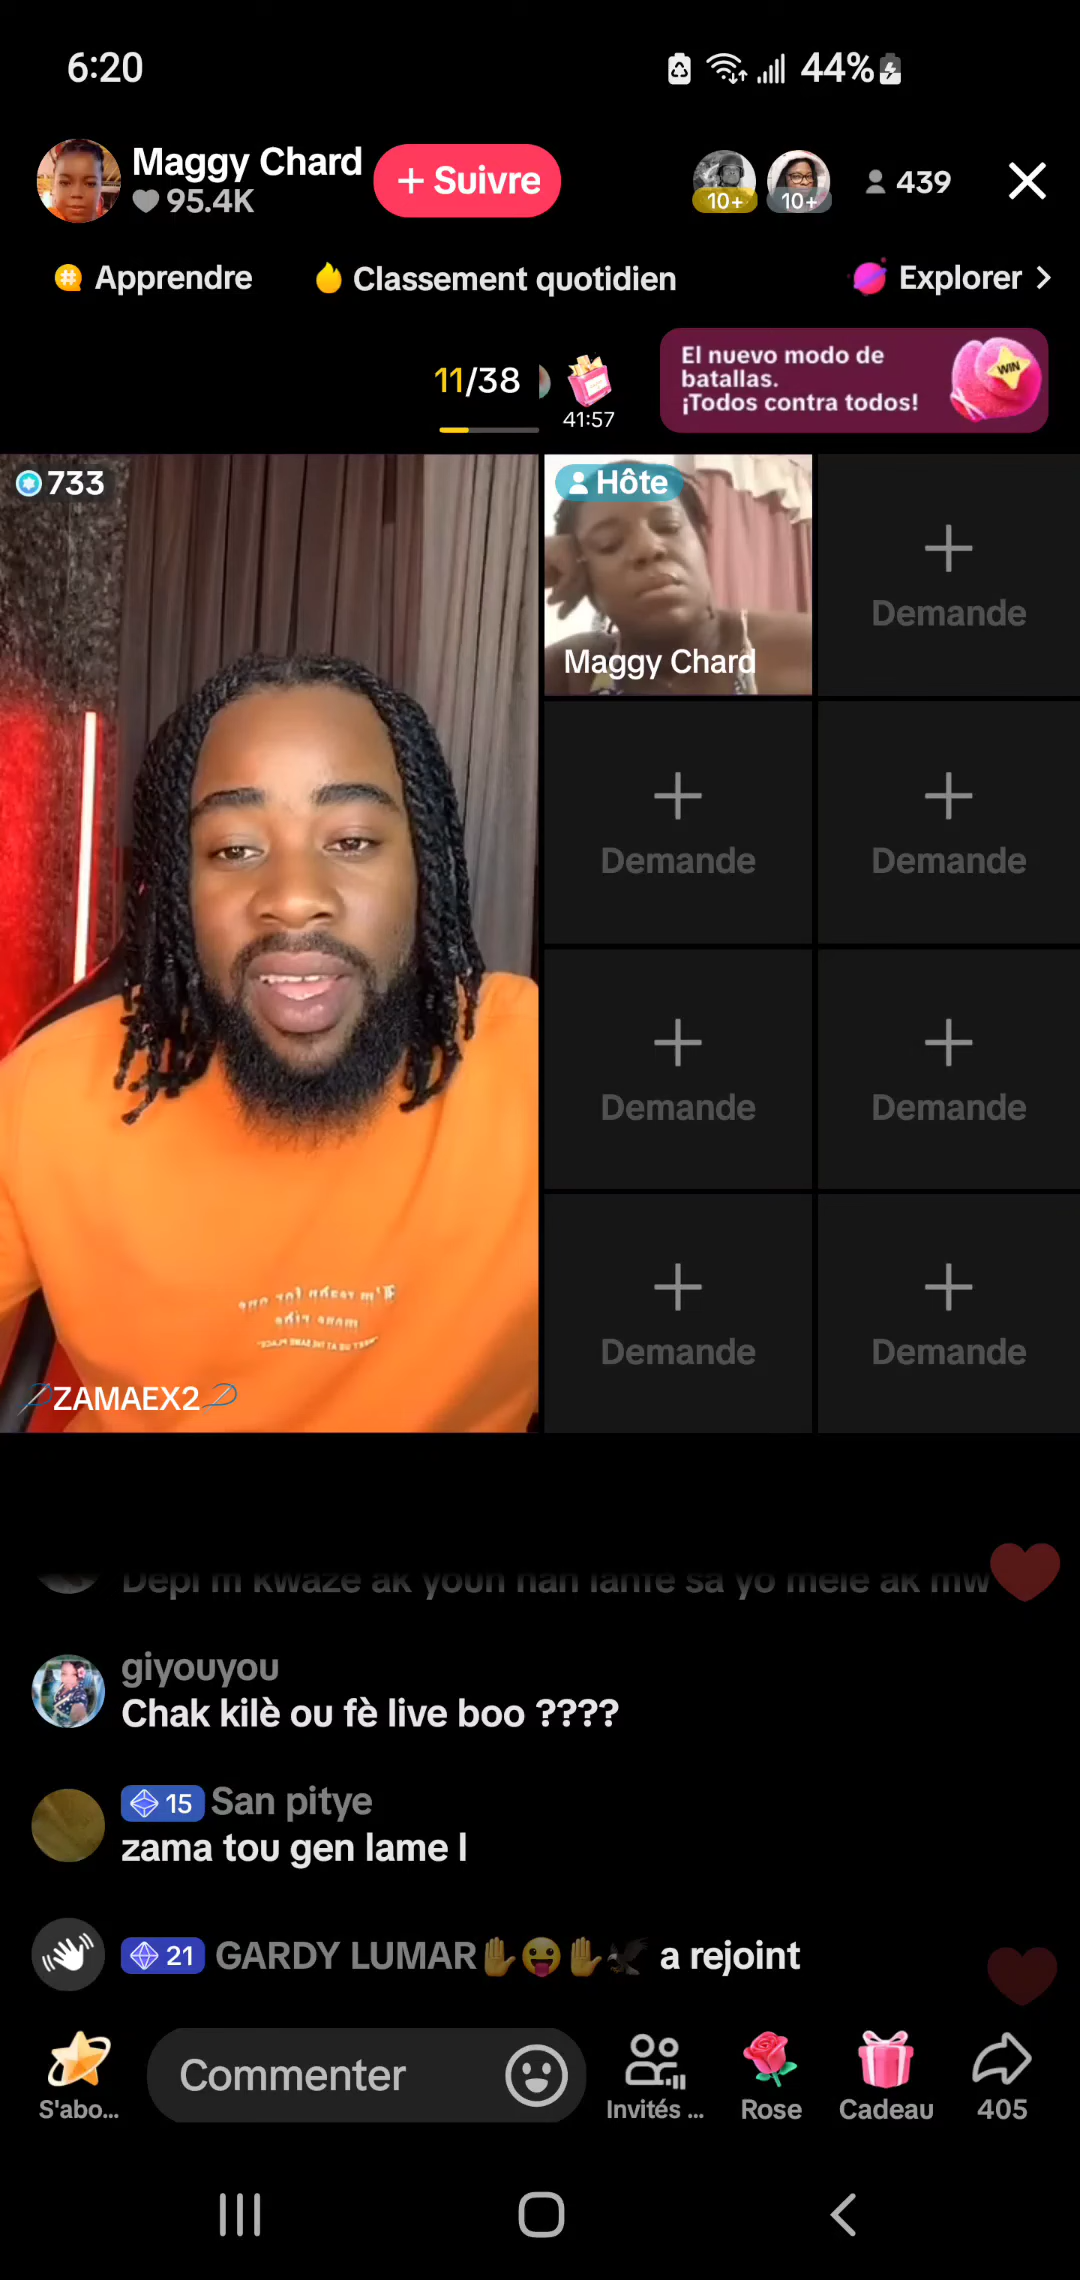 6:20
44%
Maggy Chard
95.4K
+ Suivre
10+
10+
439
Apprendre
Classement quotidien
Explorer >
11/38
41:57
El nuevo modo de
batallas.
¡Todos contra todos!
WIN
733
Hôte
Maggy Chard
Demande
Demande
Demande
Demande
Demande
Demande
Demande
ZAMAEX2
Depi m kwaze ak youn nan lanfe sa yo mele ak mw
giyouyou
Chak kilè ou fè live boo ????
15 San pitye
zama tou gen lame l
21 GARDY LUMAR✋😛✋🦅 a rejoint
S'abo...
Commenter
Invités ...
Rose
Cadeau
405